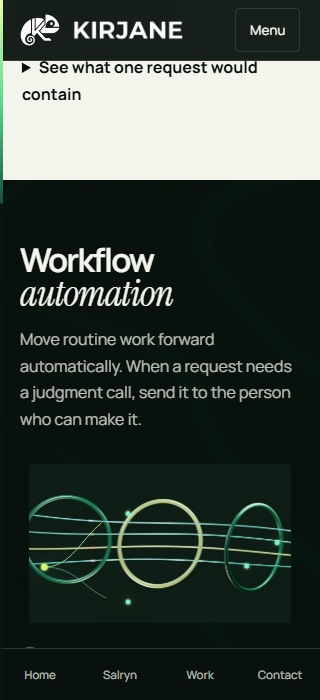 KIRJANE
Menu
▶ See what one request would
contain
Workflow
automation
Move routine work forward
automatically. When a request needs
a judgment call, send it to the person
who can make it.
Home
Salryn
Work
Contact